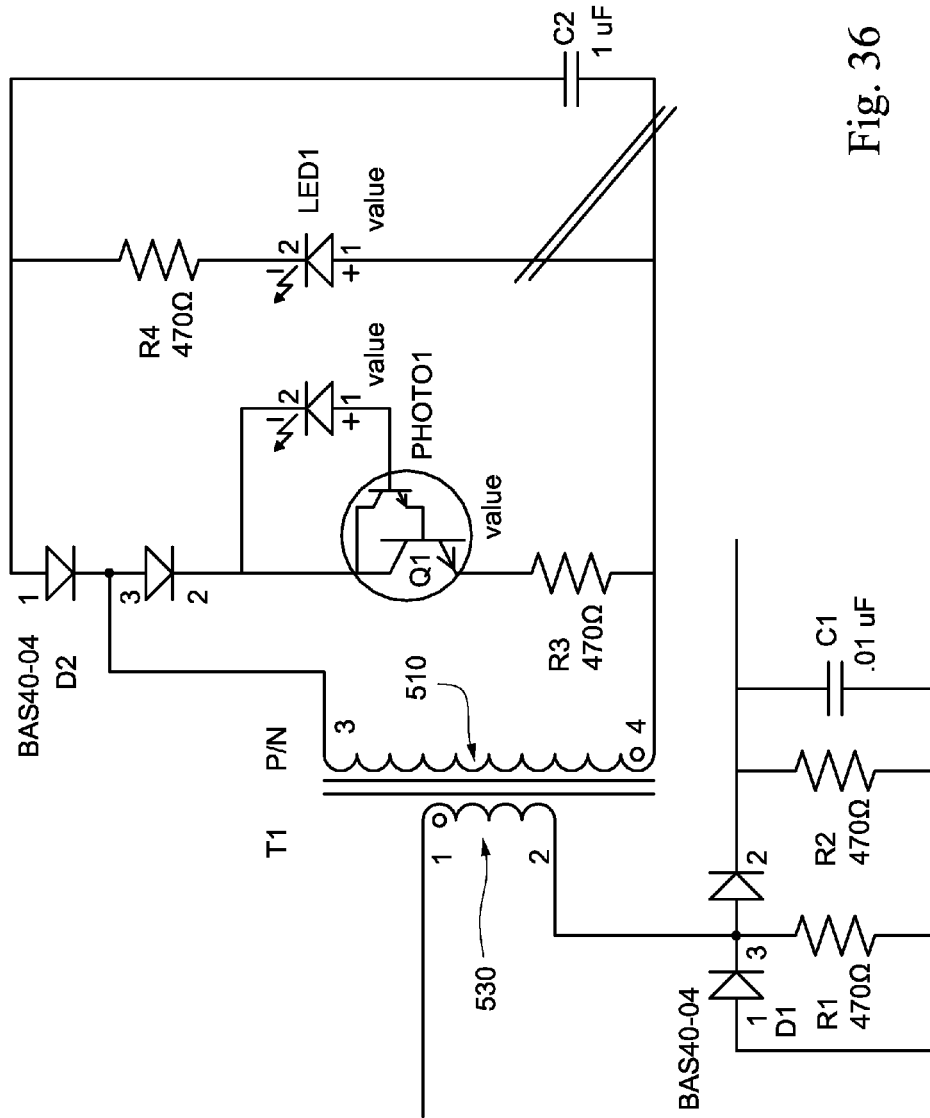 BAS40-04
D2
1
3
2
R4
470Ω
2
LED1
+ 1
value
C2
1 uF
2
+ 1
value
PHOTO1
Q1
value
R3
470Ω
T1
P/N
3
510
4
1
2
530
BAS40-04
1
D1
3
2
R1
470Ω
R2
470Ω
C1
.01 uF
Fig. 36